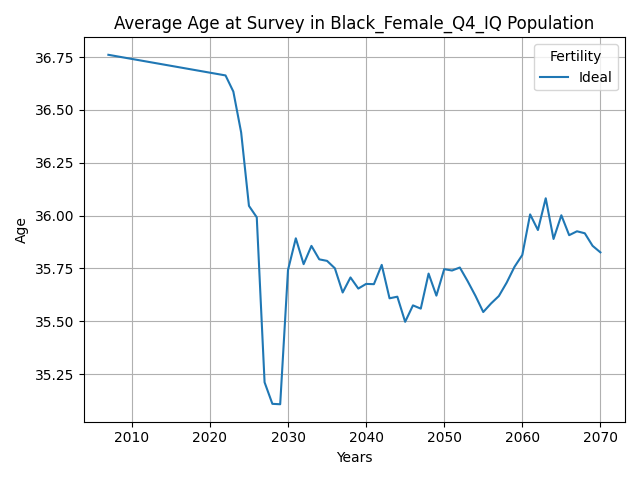 Average Age at Survey in Black_Female_Q4_IQ Population
Fertility
Ideal
36.75
36.50
36.25
36.00
35.75
35.50
35.25
Age
2010 2020 2030 2040 2050 2060 2070
Years